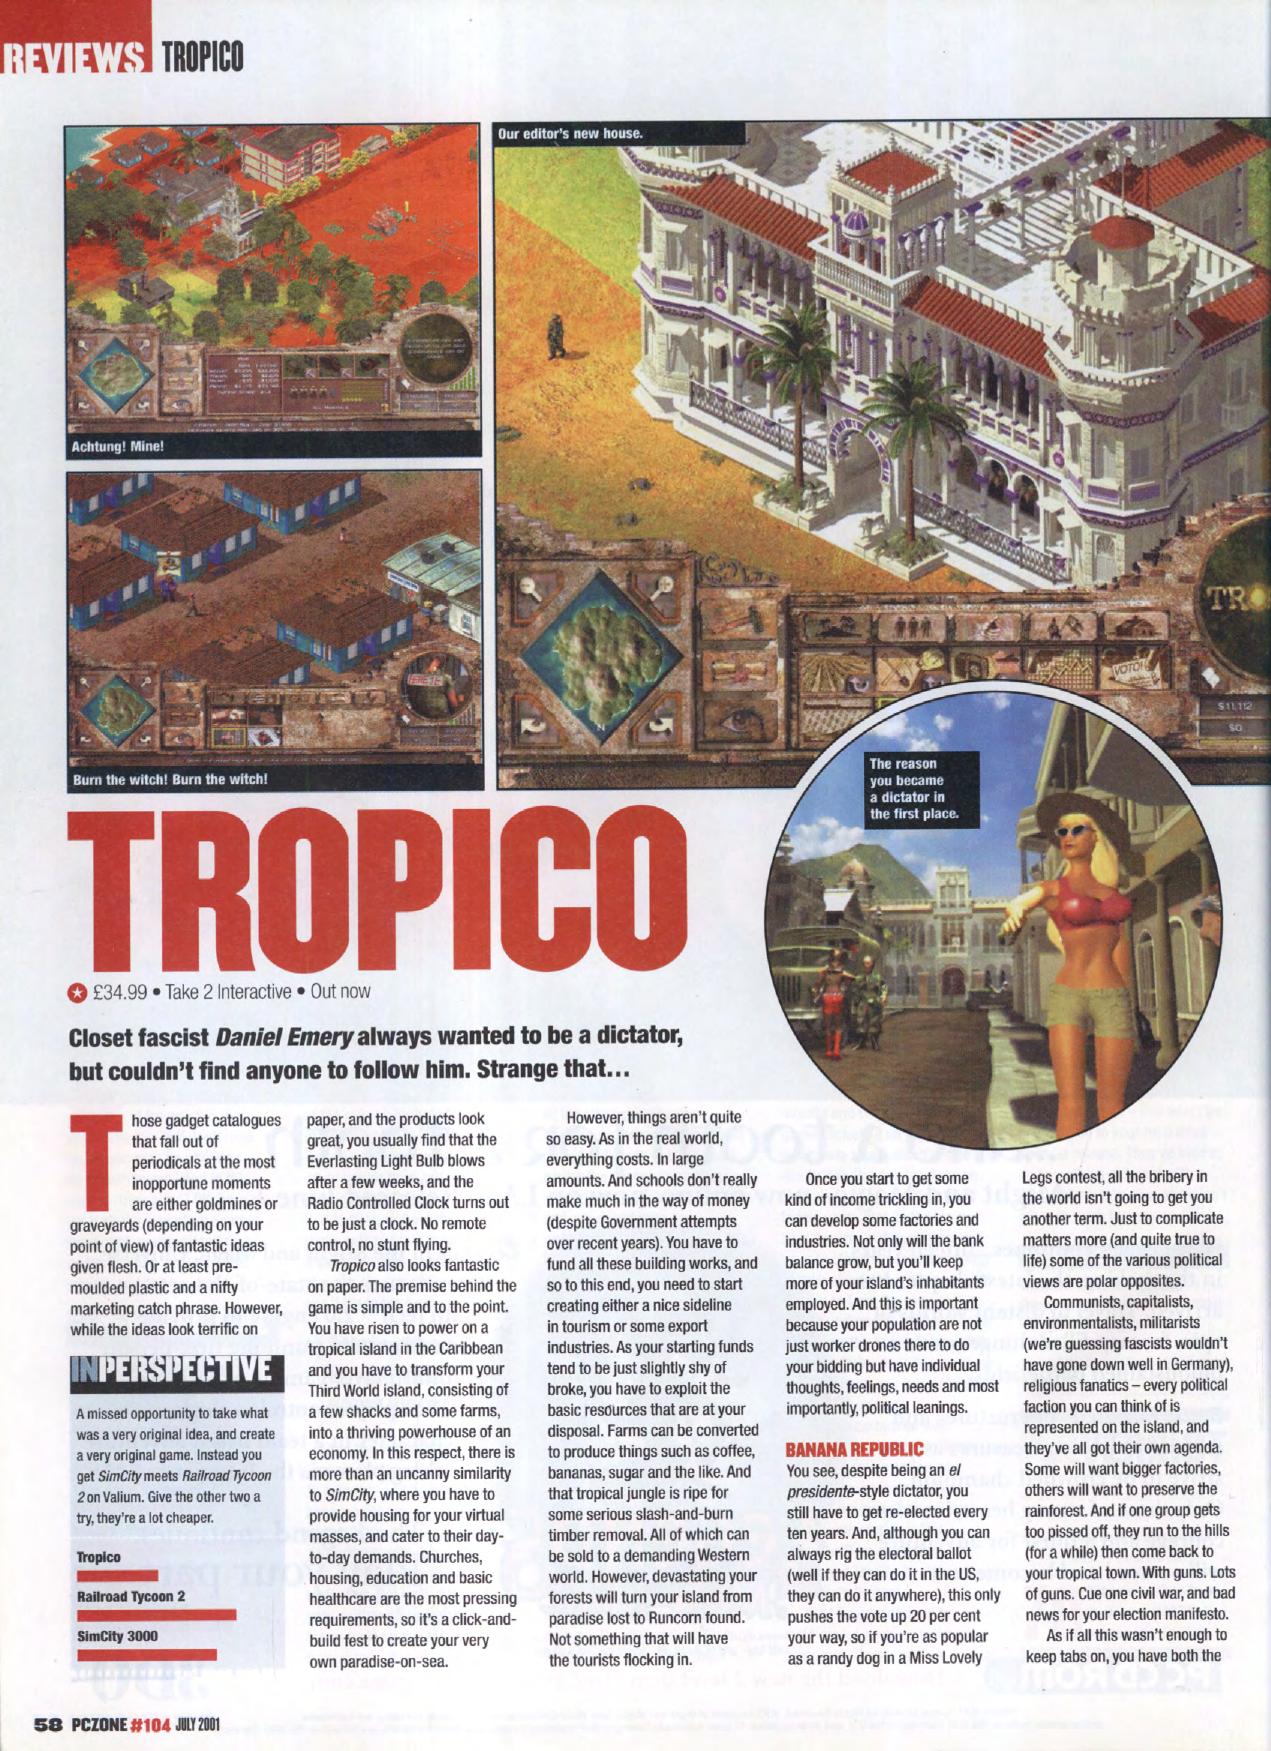 REVIEWS TROPICO
Our editor's new house.
Achtung! Mine!
Burn the witch! Burn the witch!
VOTO!
TRO
$11,112
$0
The reason
you became
a dictator in
the first place.
TROPICO
£34.99 • Take 2 Interactive • Out now
Closet fascist Daniel Emery always wanted to be a dictator,
but couldn't find anyone to follow him. Strange that...
Those gadget catalogues
that fall out of
periodicals at the most
inopportune moments
are either goldmines or
graveyards (depending on your
point of view) of fantastic ideas
given flesh. Or at least pre-
moulded plastic and a nifty
marketing catch phrase. However,
while the ideas look terrific on
INPERSPECTIVE
A missed opportunity to take what
was a very original idea, and create
a very original game. Instead you
get SimCity meets Railroad Tycoon
2 on Valium. Give the other two a
try, they're a lot cheaper.
Tropico
Railroad Tycoon 2
SimCity 3000
paper, and the products look
great, you usually find that the
Everlasting Light Bulb blows
after a few weeks, and the
Radio Controlled Clock turns out
to be just a clock. No remote
control, no stunt flying.
Tropico also looks fantastic
on paper. The premise behind the
game is simple and to the point.
You have risen to power on a
tropical island in the Caribbean
and you have to transform your
Third World island, consisting of
a few shacks and some farms,
into a thriving powerhouse of an
economy. In this respect, there is
more than an uncanny similarity
to SimCity, where you have to
provide housing for your virtual
masses, and cater to their day-
to-day demands. Churches,
housing, education and basic
healthcare are the most pressing
requirements, so it's a click-and-
build fest to create your very
own paradise-on-sea.
However, things aren't quite
so easy. As in the real world,
everything costs. In large
amounts. And schools don't really
make much in the way of money
(despite Government attempts
over recent years). You have to
fund all these building works, and
so to this end, you need to start
creating either a nice sideline
in tourism or some export
industries. As your starting funds
tend to be just slightly shy of
broke, you have to exploit the
basic resources that are at your
disposal. Farms can be converted
to produce things such as coffee,
bananas, sugar and the like. And
that tropical jungle is ripe for
some serious slash-and-burn
timber removal. All of which can
be sold to a demanding Western
world. However, devastating your
forests will turn your island from
paradise lost to Runcorn found.
Not something that will have
the tourists flocking in.
Once you start to get some
kind of income trickling in, you
can develop some factories and
industries. Not only will the bank
balance grow, but you'll keep
more of your island's inhabitants
employed. And this is important
because your population are not
just worker drones there to do
your bidding but have individual
thoughts, feelings, needs and most
importantly, political leanings.
BANANA REPUBLIC
You see, despite being an el
presidente-style dictator, you
still have to get re-elected every
ten years. And, although you can
always rig the electoral ballot
(well if they can do it in the US,
they can do it anywhere), this only
pushes the vote up 20 per cent
your way, so if you're as popular
as a randy dog in a Miss Lovely
Legs contest, all the bribery in
the world isn't going to get you
another term. Just to complicate
matters more (and quite true to
life) some of the various political
views are polar opposites.
Communists, capitalists,
environmentalists, militarists
(we're guessing fascists wouldn't
have gone down well in Germany),
religious fanatics – every political
faction you can think of is
represented on the island, and
they've all got their own agenda.
Some will want bigger factories,
others will want to preserve the
rainforest. And if one group gets
too pissed off, they run to the hills
(for a while) then come back to
your tropical town. With guns. Lots
of guns. Cue one civil war, and bad
news for your election manifesto.
As if all this wasn't enough to
keep tabs on, you have both the
58 PCZONE #104 JULY 2001